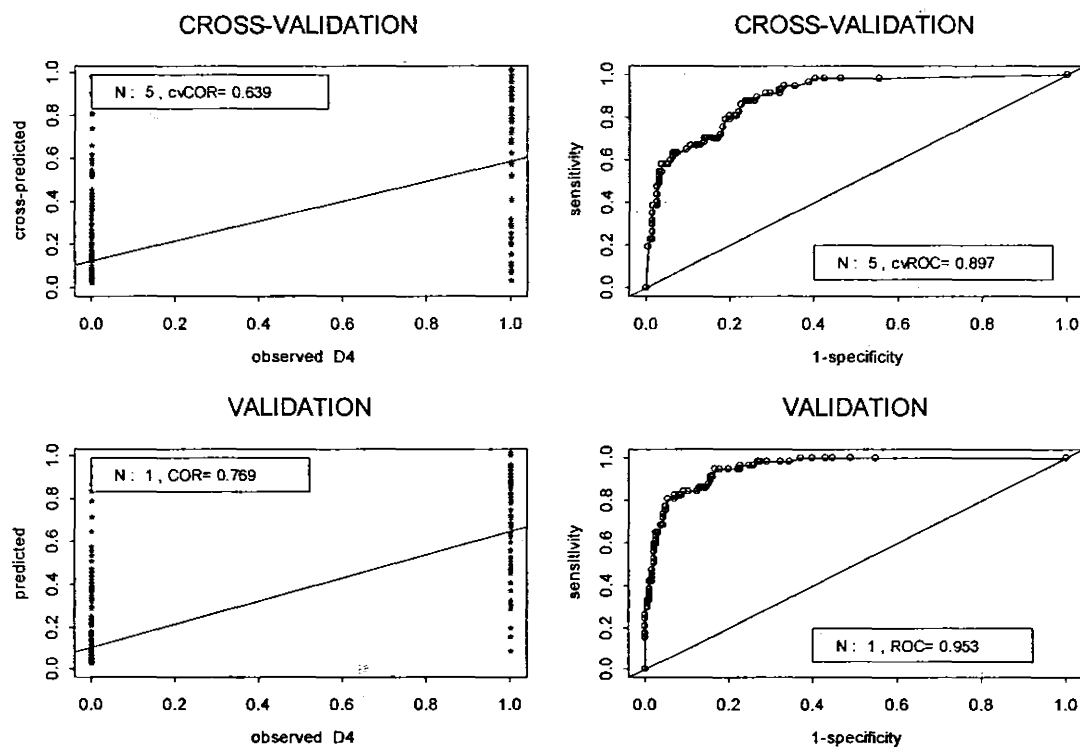 CROSS-VALIDATION
N : 5 , cvCOR= 0.639
cross-predicted
0.0 0.2 0.4 0.6 0.8 1.0
0.0 0.2 0.4 0.6 0.8 1.0
observed D4
CROSS-VALIDATION
N : 5 , cvROC= 0.897
sensitivity
0.0 0.2 0.4 0.6 0.8 1.0
0.0 0.2 0.4 0.6 0.8 1.0
1-specificity
VALIDATION
N : 1 , COR= 0.769
predicted
0.0 0.2 0.4 0.6 0.8 1.0
0.0 0.2 0.4 0.6 0.8 1.0
observed D4
VALIDATION
N : 1 , ROC= 0.953
sensitivity
0.0 0.2 0.4 0.6 0.8 1.0
0.0 0.2 0.4 0.6 0.8 1.0
1-specificity